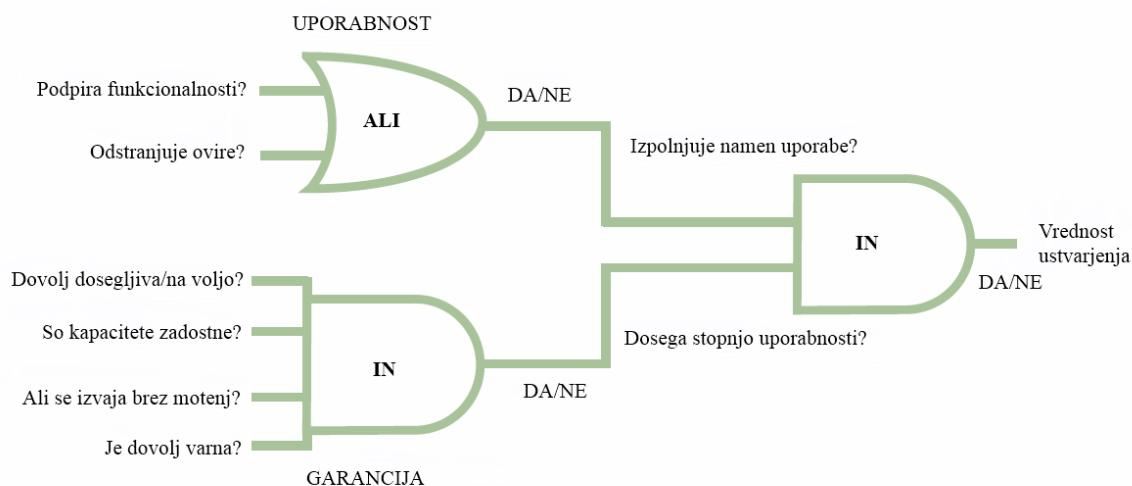 UPORABNOST
Podpira funkcionalnosti?
ALI
DA/NE
Odstranjuje ovire?
Izpolnjuje namen uporabe?
IN
Vrednost
ustvarjenja
DA/NE
Dovolj dosegljiva/na voljo?
So kapacitete zadostne?
Dosega stopnjo uporabnosti?
IN
DA/NE
Ali se izvaja brez motenj?
Je dovolj varna?
GARANCIJA